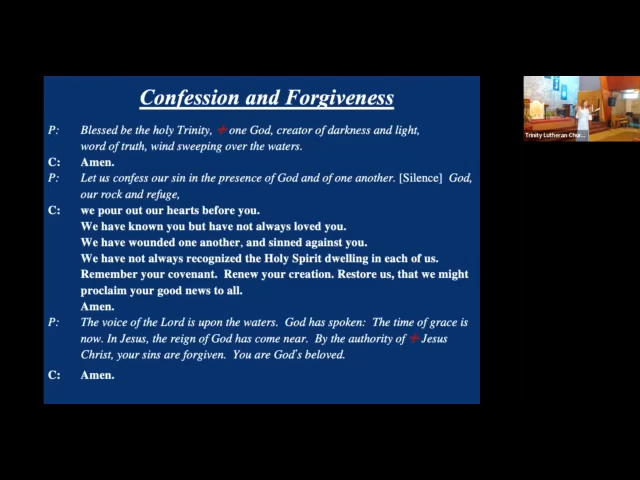 Confession and Forgiveness
P: Blessed be the holy Trinity, + one God, creator of darkness and light,
word of truth, wind sweeping over the waters.
C: Amen.
P: Let us confess our sin in the presence of God and of one another. [Silence] God,
our rock and refuge,
C: we pour out our hearts before you.
We have known you but have not always loved you.
We have wounded one another, and sinned against you.
We have not always recognized the Holy Spirit dwelling in each of us.
Remember your covenant. Renew your creation. Restore us, that we might
proclaim your good news to all.
Amen.
P: The voice of the Lord is upon the waters. God has spoken: The time of grace is
now. In Jesus, the reign of God has come near. By the authority of + Jesus
Christ, your sins are forgiven. You are God's beloved.
C: Amen.
Trinity Lutheran Chur...